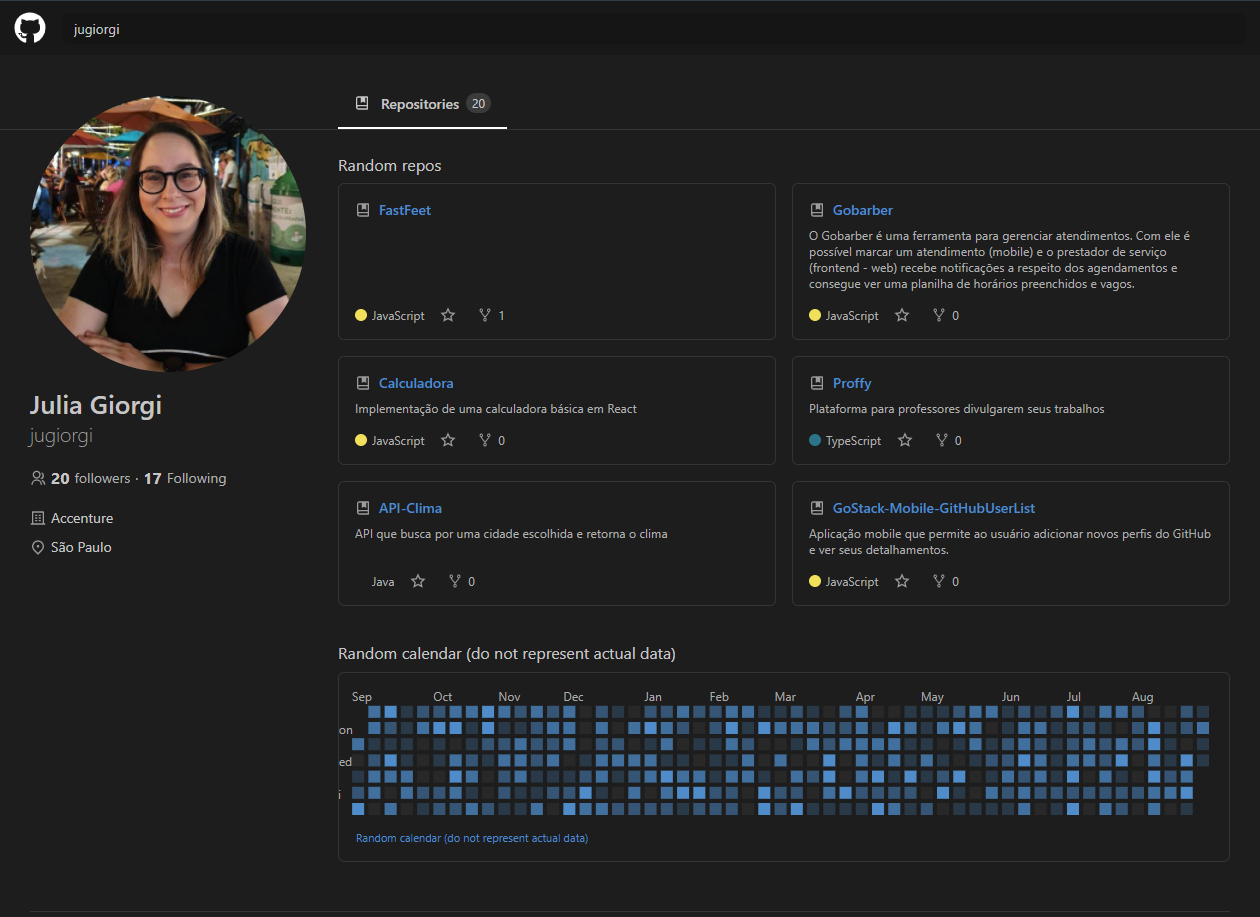 jugiorgi
Repositories 20
Julia Giorgi
jugiorgi
20 followers · 17 Following
Accenture
São Paulo
Random repos
FastFeet
JavaScript 1
Gobarber
O Gobarber é uma ferramenta para gerenciar atendimentos. Com ele é
possível marcar um atendimento (mobile) e o prestador de serviço
(frontend - web) recebe notificações a respeito dos agendamentos e
consegue ver uma planilha de horários preenchidos e vagos.
JavaScript 0
Calculadora
Implementação de uma calculadora básica em React
JavaScript 0
Proffy
Plataforma para professores divulgarem seus trabalhos
TypeScript 0
API-Clima
API que busca por uma cidade escolhida e retorna o clima
Java 0
GoStack-Mobile-GitHubUserList
Aplicação mobile que permite ao usuário adicionar novos perfis do GitHub
e ver seus detalhamentos.
JavaScript 0
Random calendar (do not represent actual data)
Sep Oct Nov Dec Jan Feb Mar Apr May Jun Jul Aug
on
ed
i
Random calendar (do not represent actual data)